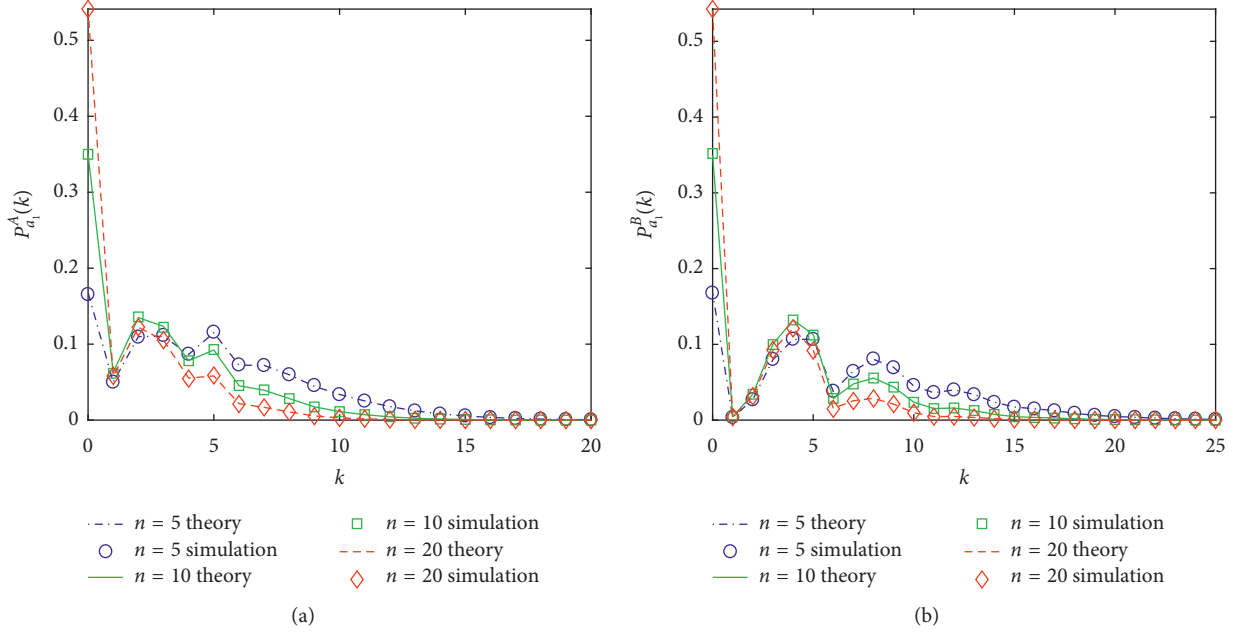 0.5
0.4
0.3
0.2
0.1
0
P_{a_1}^A(k)
0 5 10 15 20
k
n = 5 theory
n = 5 simulation
n = 10 theory
n = 10 simulation
n = 20 theory
n = 20 simulation
(a)
0.5
0.4
0.3
0.2
0.1
0
P_{a_1}^B(k)
0 5 10 15 20 25
k
n = 5 theory
n = 5 simulation
n = 10 theory
n = 10 simulation
n = 20 theory
n = 20 simulation
(b)